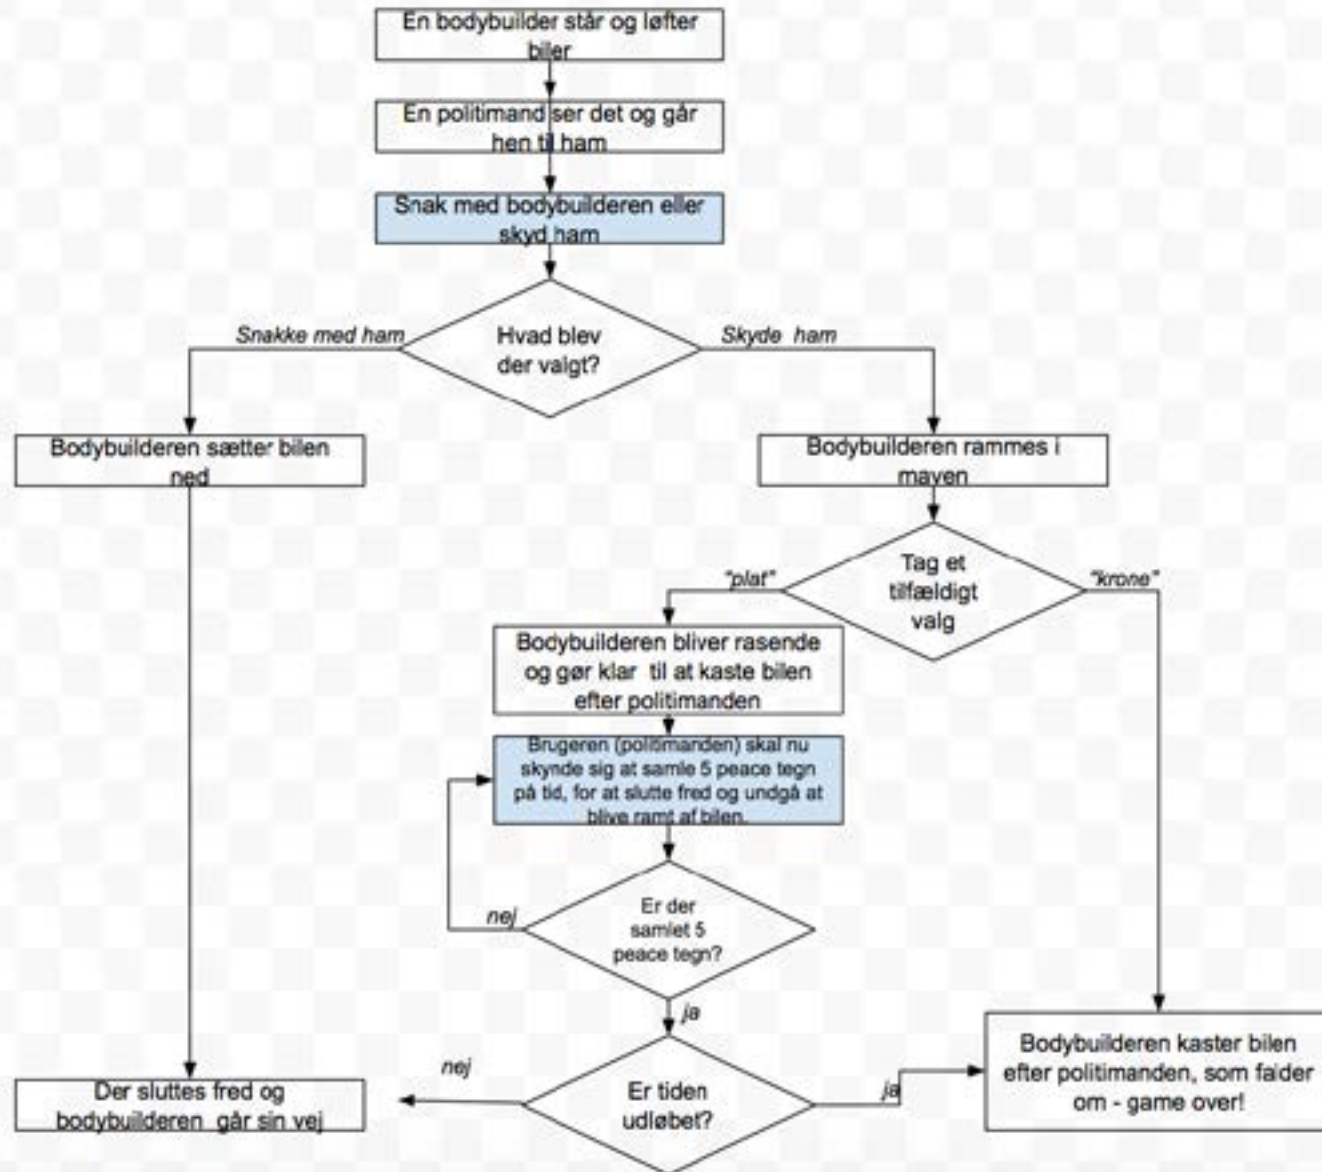 En bodybuilder står og løfter
biler
En politimand ser det og går
hen til ham
Snak med bodybuilderen eller
skyd ham
Hvad blev
der valgt?
Snakke med ham
Skyde ham
Bodybuilderen sætter bilen
ned
Bodybuilderen rammes i
maven
Tag et
tilfældigt
valg
"plat"
"krone"
Bodybuilderen bliver rasende
og gør klar til at kaste bilen
efter politimanden
Brugeren (politimanden) skal nu
skynde sig at samle 5 peace tegn
på tid, for at slutte fred og undgå at
blive ramt af bilen.
Er der
samlet 5
peace tegn?
nej
ja
Er tiden
udløbet?
nej
ja
Der sluttes fred og
bodybuilderen går sin vej
Bodybuilderen kaster bilen
efter politimanden, som falder
om - game over!